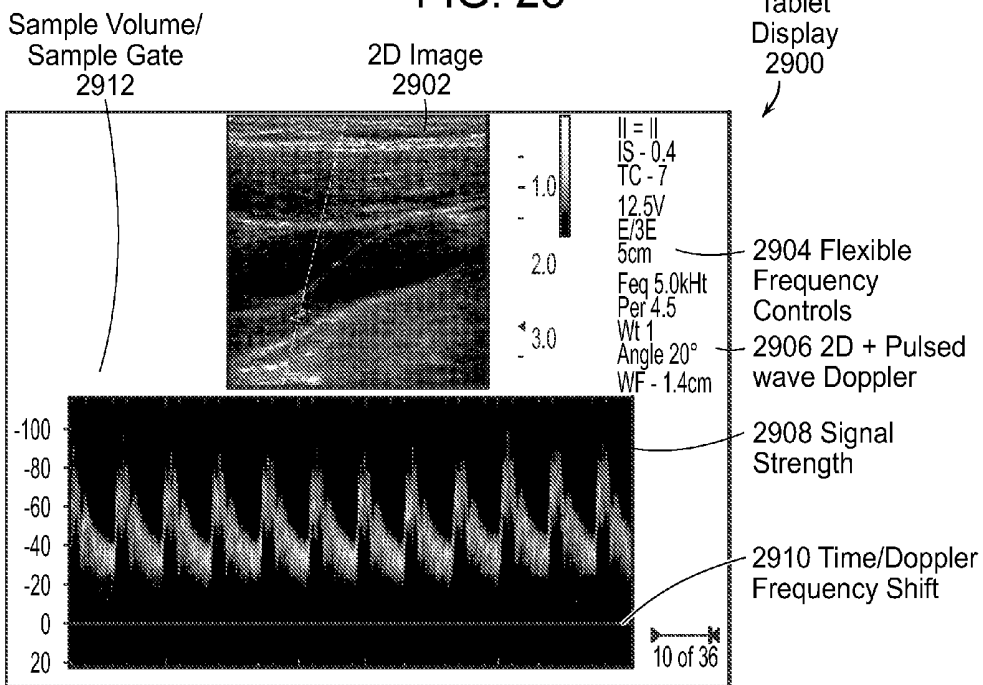 Sample Volume/
Sample Gate
2912
2D Image
2902
Tablet
Display
2900
II = II
IS - 0.4
TC - 7
12.5V
E/3E
5cm
Feq 5.0kHt
Per 4.5
Wt 1
Angle 20°
WF - 1.4cm
- 1.0
2.0
3.0
2904 Flexible
Frequency
Controls
2906 2D + Pulsed
wave Doppler
2908 Signal
Strength
2910 Time/Doppler
Frequency Shift
-100
-80
-60
-40
-20
0
20
10 of 36